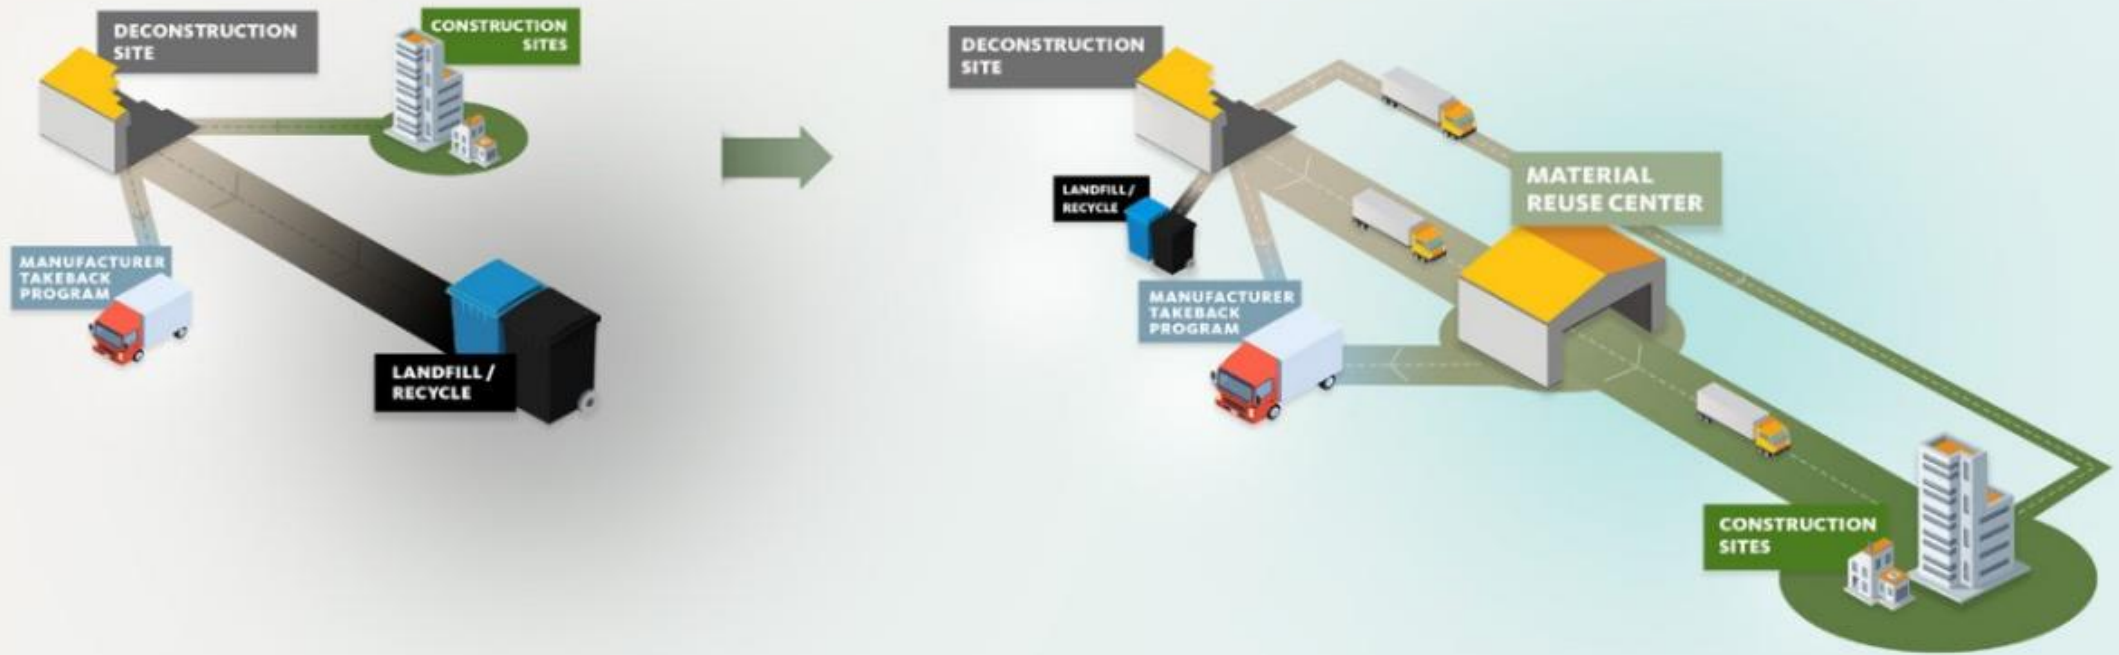 DECONSTRUCTION
SITE
CONSTRUCTION
SITES
MANUFACTURER
TAKEBACK
PROGRAM
LANDFILL /
RECYCLE
DECONSTRUCTION
SITE
LANDFILL /
RECYCLE
MATERIAL
REUSE CENTER
MANUFACTURER
TAKEBACK
PROGRAM
CONSTRUCTION
SITES